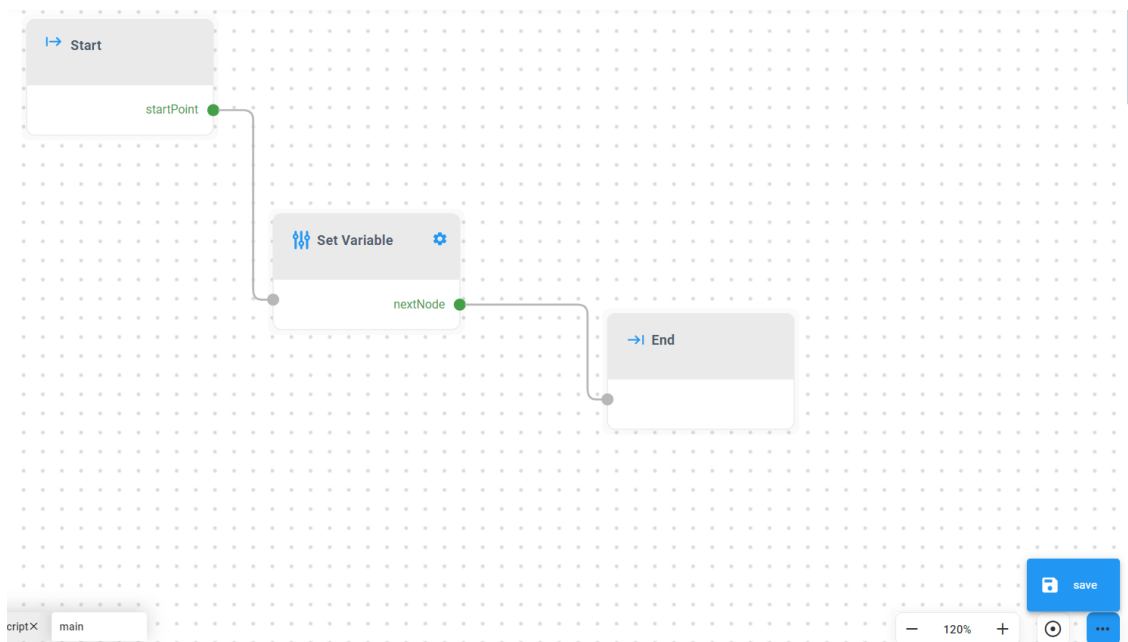 Start
startPoint
Set Variable
nextNode
End
save
cript× main
120%